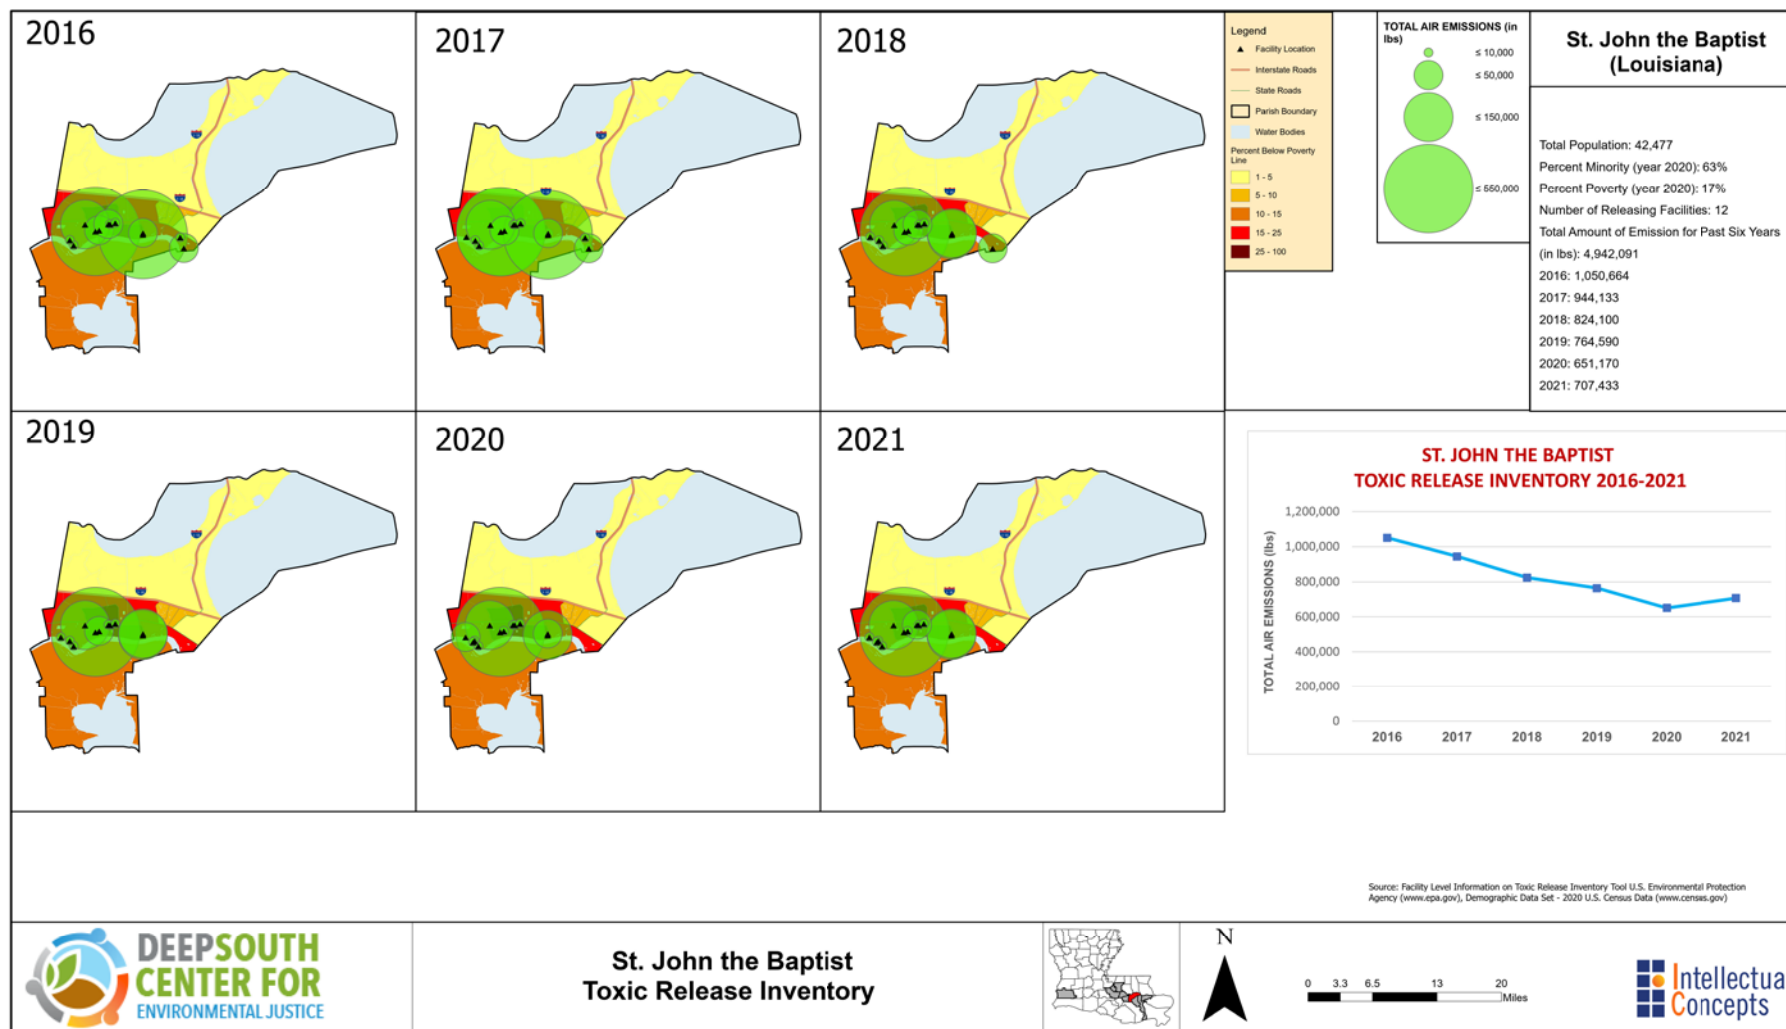 2016
2017
2018
Legend
Facility Location
Interstate Roads
State Roads
Parish Boundary
Water Bodies
Percent Below Poverty
Line
1 - 5
5 - 10
10 - 15
15 - 25
25 - 100
TOTAL AIR EMISSIONS (in
lbs)
≤ 10,000
≤ 50,000
≤ 150,000
≤ 550,000
St. John the Baptist
(Louisiana)
Total Population: 42,477
Percent Minority (year 2020): 63%
Percent Poverty (year 2020): 17%
Number of Releasing Facilities: 12
Total Amount of Emission for Past Six Years
(in lbs): 4,942,091
2016: 1,050,664
2017: 944,133
2018: 824,100
2019: 764,590
2020: 651,170
2021: 707,433
2019
2020
2021
ST. JOHN THE BAPTIST
TOXIC RELEASE INVENTORY 2016-2021
TOTAL AIR EMISSIONS (lbs)
1,200,000
1,000,000
800,000
600,000
400,000
200,000
0
2016 2017 2018 2019 2020 2021
Source: Facility Level Information on Toxic Release Inventory Tool U.S. Environmental Protection
Agency (www.epa.gov), Demographic Data Set - 2020 U.S. Census Data (www.census.gov)
DEEPSOUTH
CENTER FOR
ENVIRONMENTAL JUSTICE
St. John the Baptist
Toxic Release Inventory
N
0 3.3 6.5 13 20
Miles
Intellectua
Concepts